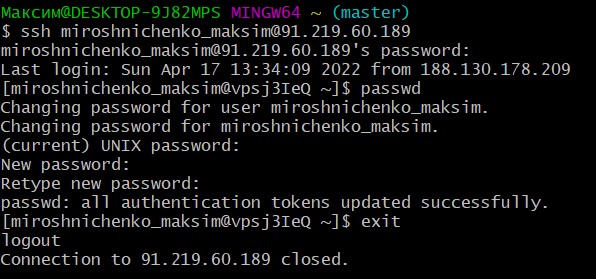 Максим@DESKTOP-9J82MPS MINGW64 ~ (master)
$ ssh miroshnichenko_maksim@91.219.60.189
miroshnichenko_maksim@91.219.60.189's password:
Last login: Sun Apr 17 13:34:09 2022 from 188.130.178.209
[miroshnichenko_maksim@vpsj3IeQ ~]$ passwd
Changing password for user miroshnichenko_maksim.
Changing password for miroshnichenko_maksim.
(current) UNIX password:
New password:
Retype new password:
passwd: all authentication tokens updated successfully.
[miroshnichenko_maksim@vpsj3IeQ ~]$ exit
logout
Connection to 91.219.60.189 closed.